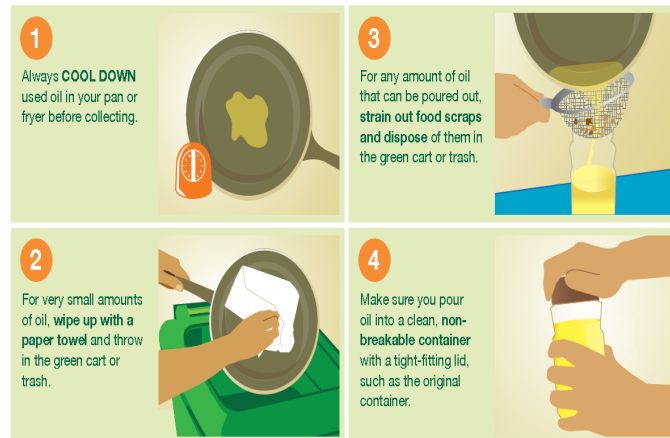 1
Always COOL DOWN
used oil in your pan or
fryer before collecting.
2
For very small amounts
of oil, wipe up with a
paper towel and throw
in the green cart or
trash.
3
For any amount of oil
that can be poured out,
strain out food scraps
and dispose of them in
the green cart or trash.
4
Make sure you pour
oil into a clean, non-
breakable container
with a tight-fitting lid,
such as the original
container.